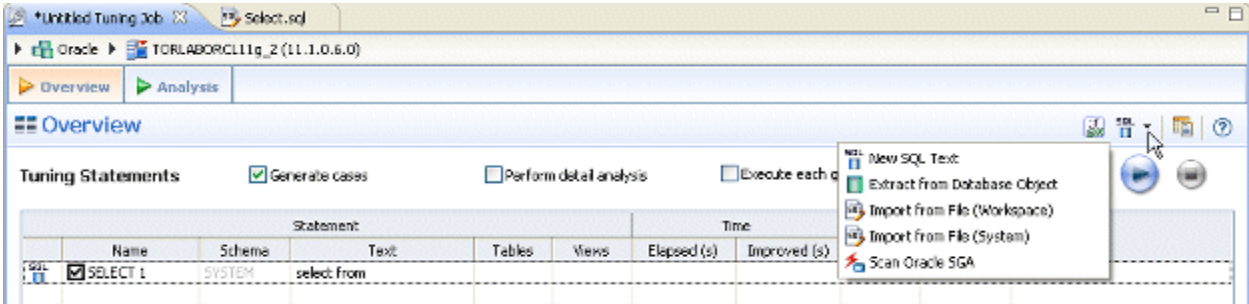 *Untitled Tuning Job Select.sql
Oracle TORLABORCL11g_2 (11.1.0.6.0)
Overview Analysis
Overview
SQL
Tuning Statements Generate cases Perform detail analysis Execute each
New SQL Text
Extract from Database Object
Import from File (Workspace)
Import from File (System)
Scan Oracle SGA
Statement Time
Name Schema Text Tables Views Elapsed (s) Improved (s)
SQL SELECT 1 SYSTEM select from